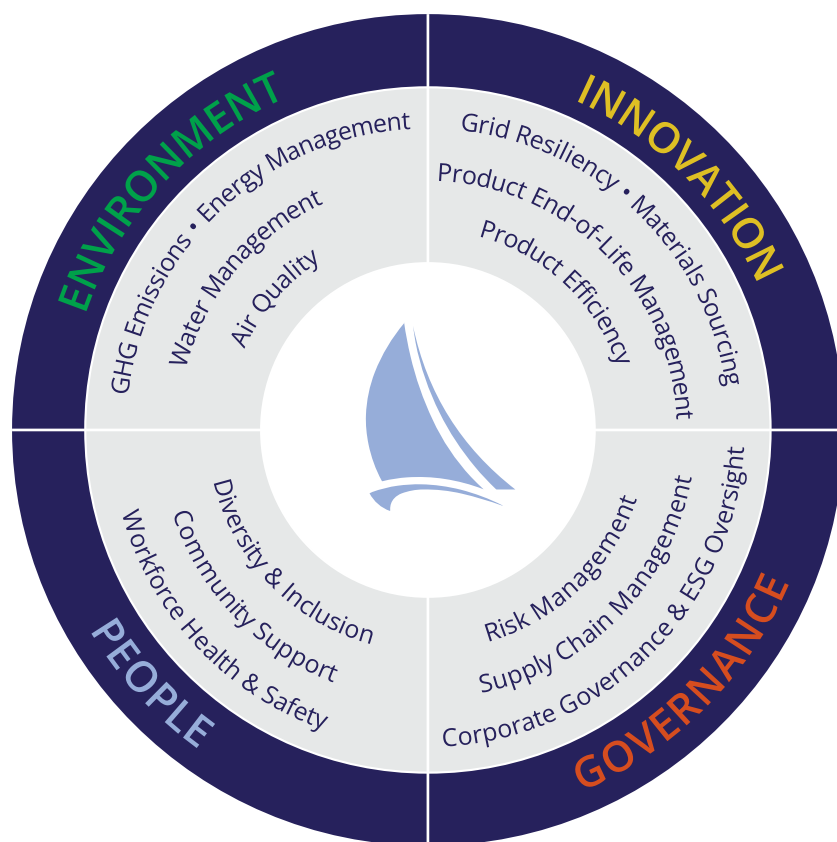 ENVIRONMENT
GHG Emissions • Energy Management
Water Management
Air Quality
INNOVATION
Grid Resiliency • Materials Sourcing
Product End-of-Life Management
Product Efficiency
PEOPLE
Diversity & Inclusion
Community Support
Workforce Health & Safety
GOVERNANCE
Risk Management
Supply Chain Management
Corporate Governance & ESG Oversight